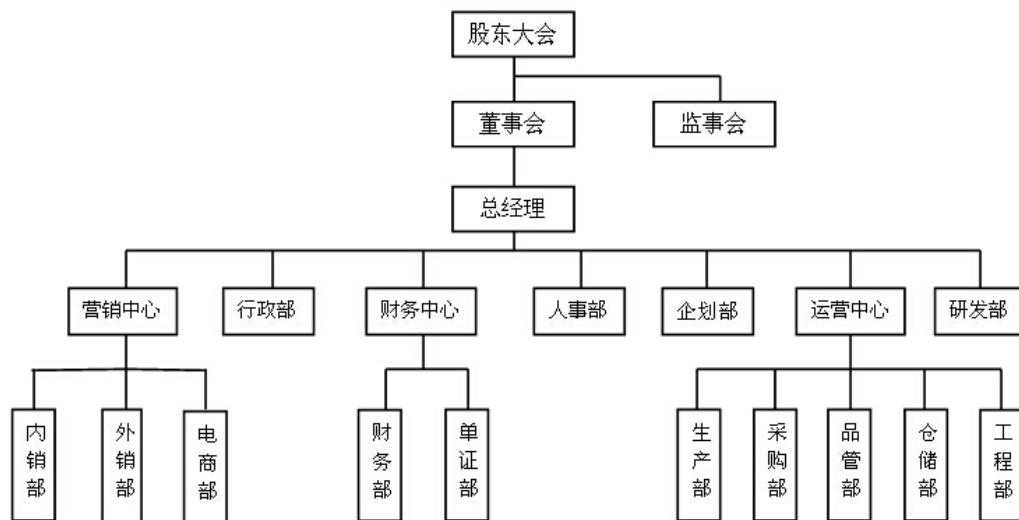 股东大会
董事会
监事会
总经理
营销中心
行政部
财务中心
人事部
企划部
运营中心
研发部
内销部
外销部
电商部
财务部
单证部
生产部
采购部
品管部
仓储部
工程部